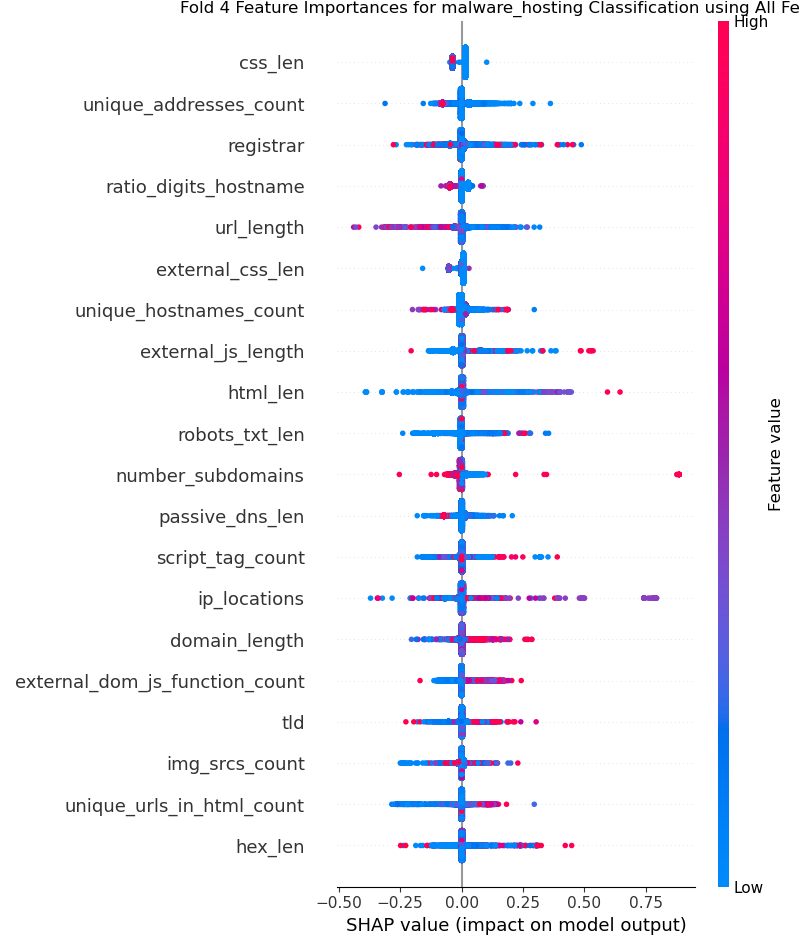 Fold 4 Feature Importances for malware_hosting Classification using All Fe
High
css_len
unique_addresses_count
registrar
ratio_digits_hostname
url_length
external_css_len
unique_hostnames_count
external_js_length
html_len
robots_txt_len
number_subdomains
passive_dns_len
script_tag_count
ip_locations
domain_length
external_dom_js_function_count
tld
img_srcs_count
unique_urls_in_html_count
hex_len
Feature value
Low
−0.50 −0.25 0.00 0.25 0.50 0.75
SHAP value (impact on model output)